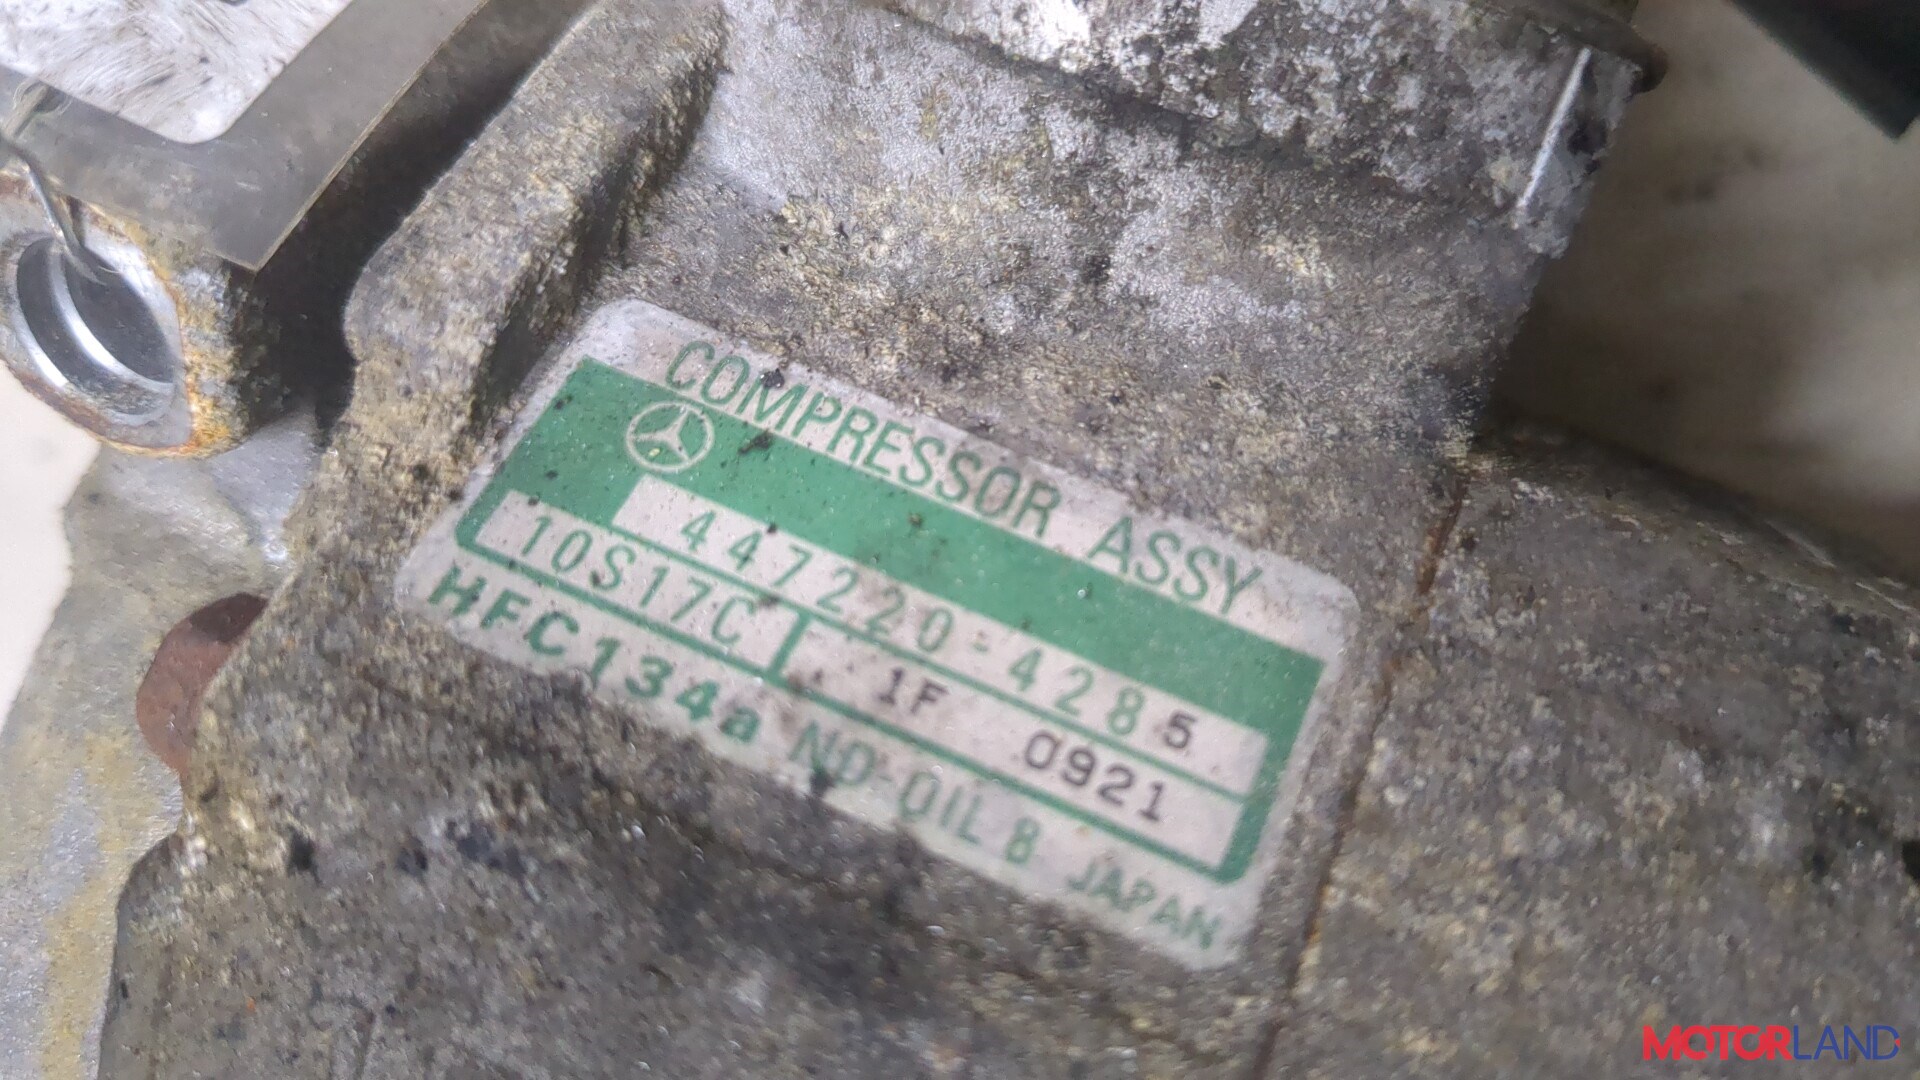 COMPRESSOR ASSY
447220-4285
10S17C 1F 0921
HFC134a ND-OIL 8 JAPAN
MOTORLAND